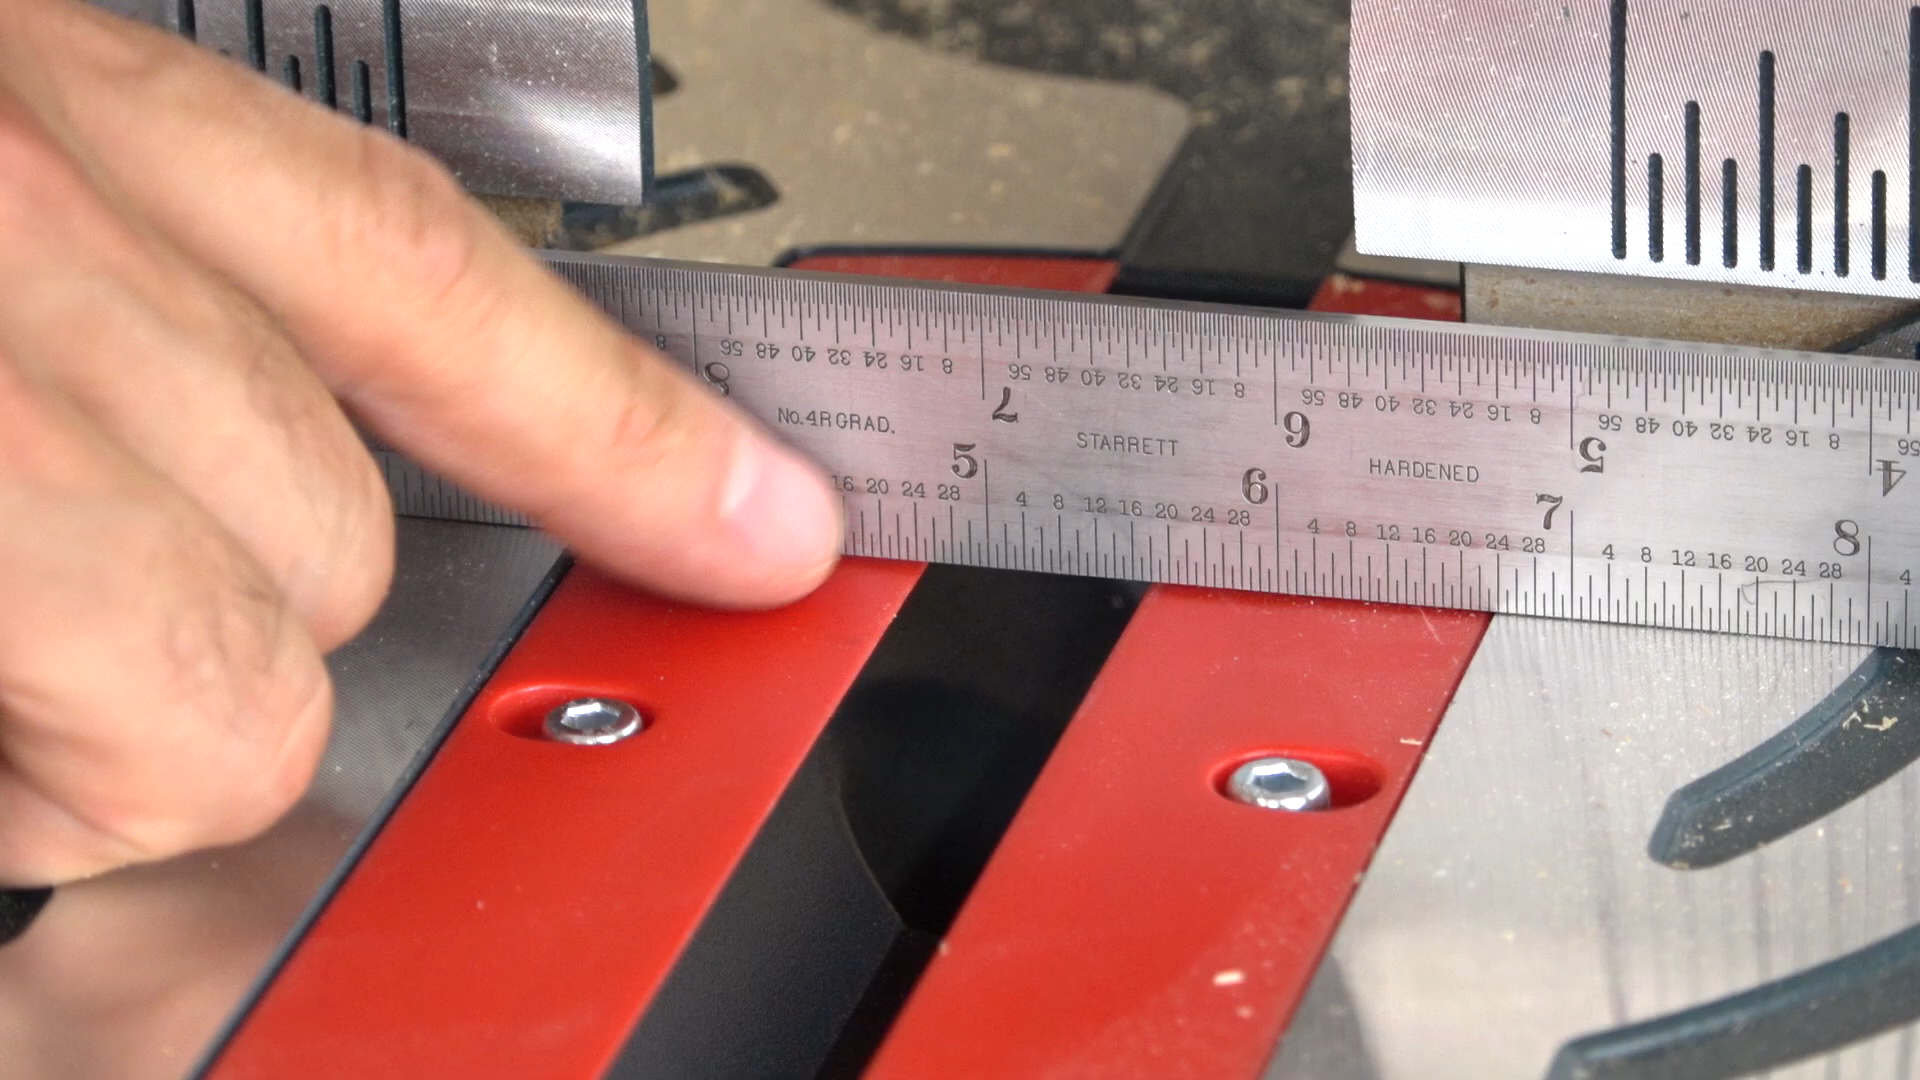 8 56 48 40 32 24 16 8 56 48 40 32 24 16 8 56 48 40 32 24 16 8 56 48 40 32 24 16 8 56
8 7 6 5 4
No. 4R GRAD. STARRETT HARDENED
5 6 7 8
16 20 24 28 4 8 12 16 20 24 28 4 8 12 16 20 24 28 4 8 12 16 20 24 28 4